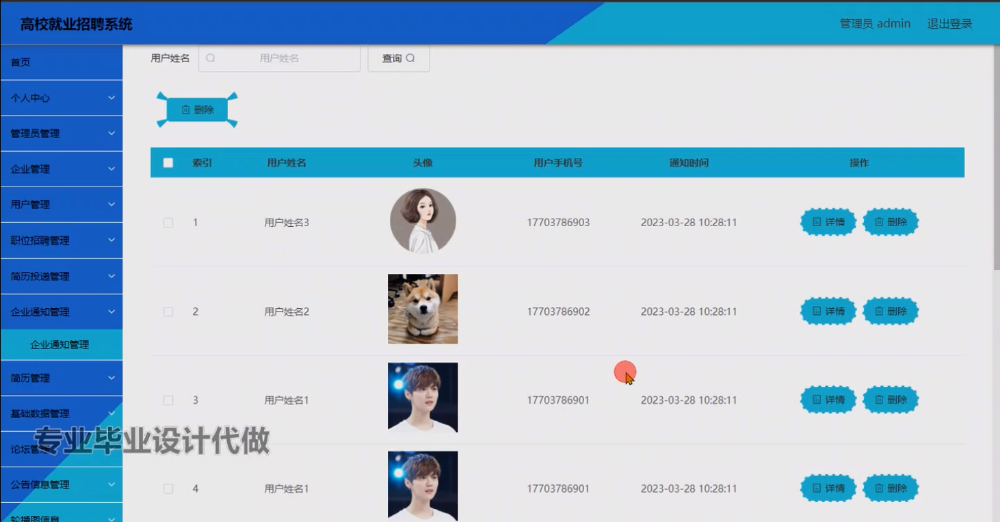 高校就业招聘系统
管理员 admin 退出登录
首页
个人中心
管理员管理
企业管理
用户管理
职位招聘管理
简历投递管理
企业通知管理
企业通知管理
简历管理
基础数据管理
论坛管理
公告信息管理
轮播图信息
用户姓名 用户姓名 查询
删除
索引 用户姓名 头像 用户手机号 通知时间 操作
1 用户姓名3 17703786903 2023-03-28 10:28:11 详情 删除
2 用户姓名2 17703786902 2023-03-28 10:28:11 详情 删除
3 用户姓名1 17703786901 2023-03-28 10:28:11 详情 删除
4 用户姓名1 17703786901 2023-03-28 10:28:11 详情 删除
专业毕业设计代做